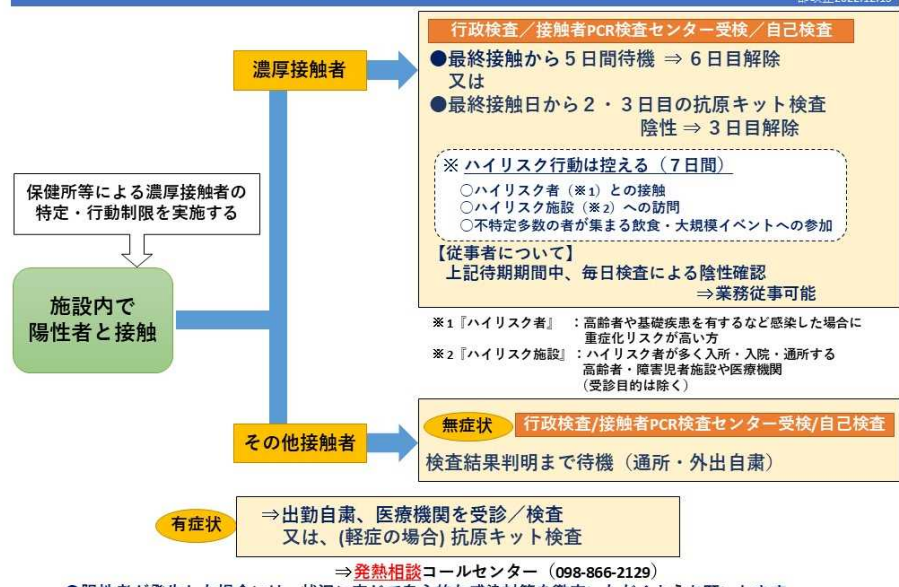 行政検査／接触者PCR検査センター受検／自己検査
濃厚接触者
●最終接触から５日間待機 ⇒ ６日目解除
又は
●最終接触日から２・３日目の抗原キット検査
陰性 ⇒ ３日目解除
※ ハイリスク行動は控える（７日間）
○ハイリスク者（※１）との接触
○ハイリスク施設（※２）への訪問
○不特定多数の者が集まる飲食・大規模イベントへの参加
【従事者について】
上記待期期間中、毎日検査による陰性確認
⇒業務従事可能
保健所等による濃厚接触者の
特定・行動制限を実施する
施設内で
陽性者と接触
※1『ハイリスク者』 ：高齢者や基礎疾患を有するなど感染した場合に
重症化リスクが高い方
※2『ハイリスク施設』：ハイリスク者が多く入所・入院・通所する
高齢者・障害児者施設や医療機関
（受診目的は除く）
その他接触者
無症状
行政検査/接触者PCR検査センター受検/自己検査
検査結果判明まで待機（通所・外出自粛）
有症状
⇒出勤自粛、医療機関を受診／検査
又は、(軽症の場合) 抗原キット検査
⇒発熱相談コールセンター（098-866-2129）